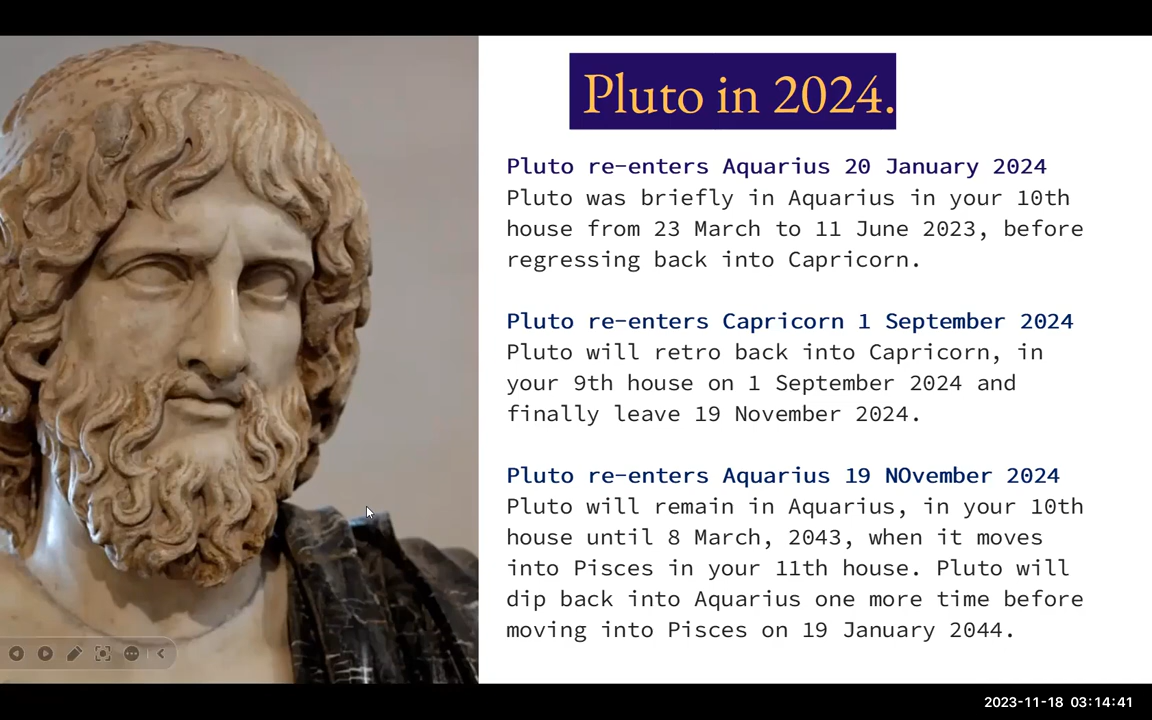 Pluto in 2024.
Pluto re-enters Aquarius 20 January 2024
Pluto was briefly in Aquarius in your 10th
house from 23 March to 11 June 2023, before
regressing back into Capricorn.
Pluto re-enters Capricorn 1 September 2024
Pluto will retro back into Capricorn, in
your 9th house on 1 September 2024 and
finally leave 19 November 2024.
Pluto re-enters Aquarius 19 NOvember 2024
Pluto will remain in Aquarius, in your 10th
house until 8 March, 2043, when it moves
into Pisces in your 11th house. Pluto will
dip back into Aquarius one more time before
moving into Pisces on 19 January 2044.
2023-11-18 03:14:41